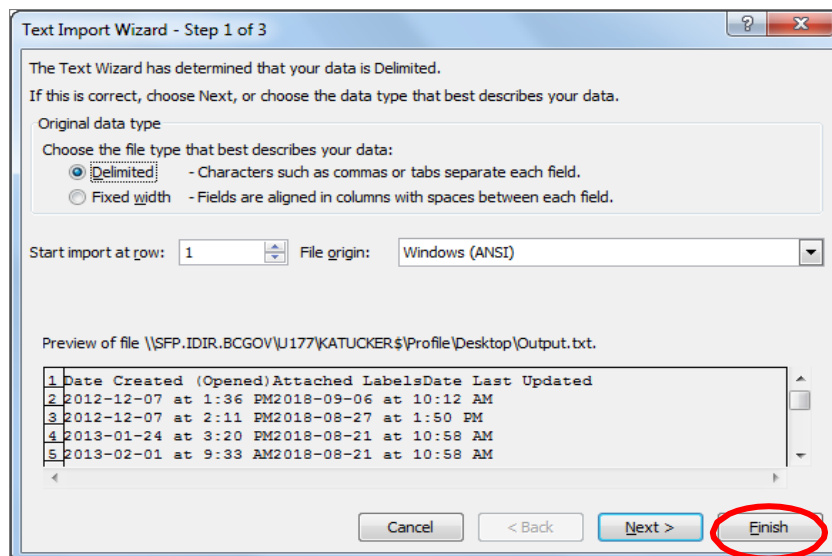 Text Import Wizard - Step 1 of 3
The Text Wizard has determined that your data is Delimited.
If this is correct, choose Next, or choose the data type that best describes your data.
Original data type
Choose the file type that best describes your data:
Delimited - Characters such as commas or tabs separate each field.
Fixed width - Fields are aligned in columns with spaces between each field.
Start import at row: 1 File origin: Windows (ANSI)
Preview of file \\SFP.IDIR.BCGOV\U177\KATUCKER$\Profile\Desktop\Output.txt.
1 Date Created (Opened)Attached LabelsDate Last Updated
2 2012-12-07 at 1:36 PM2018-09-06 at 10:12 AM
3 2012-12-07 at 2:11 PM2018-08-27 at 1:50 PM
4 2013-01-24 at 3:20 PM2018-08-21 at 10:58 AM
5 2013-02-01 at 9:33 AM2018-08-21 at 10:58 AM
Cancel < Back Next > Finish